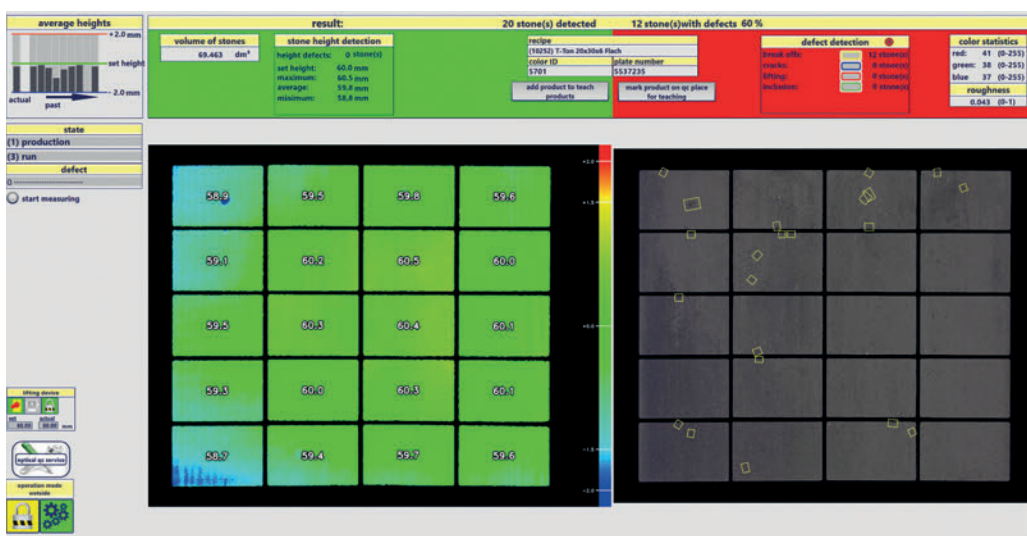 average heights
+2.0 mm
set height
- 2.0 mm
actual
past
result:
20 stone(s) detected
12 stone(s)with defects 60 %
volume of stones
69.463 dm³
stone height detection
height defects: 0 stone(s)
set height: 60.0 mm
maximum: 60.5 mm
average: 59.8 mm
minimum: 58.8 mm
recipe
(10252) T-Ton 20x30x6 Flach
color ID
plate number
5701
5537235
add product to teach
products
mark product on qc place
for teaching
defect detection
break offs: 12 stone(s)
cracks: 0 stone(s)
lifting: 0 stone(s)
inclusion: 0 stone(s)
color statistics
red: 41 (0-255)
green: 38 (0-255)
blue 37 (0-255)
roughness
0.043 (0-1)
state
(1) production
(3) run
defect
0
start measuring
58.9 59.5 59.8 59.6
59.1 60.2 60.5 60.0
59.5 60.3 60.4 60.1
59.3 60.0 60.3 60.1
58.7 59.4 59.7 59.6
+2.0
+1.5
±0.0
-1.5
-2.0
lifting device
set
actual
60.00
60.00
mm
optical qc service
operation mode
wetside